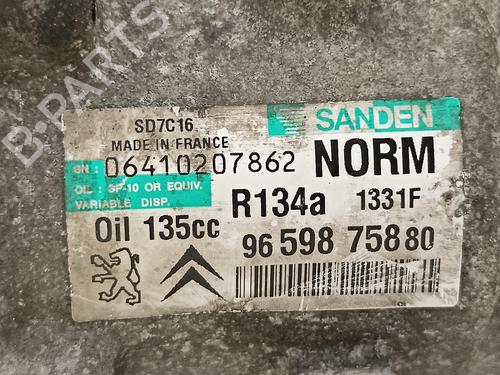 B-PARTS
SD7C16
SANDEN
MADE IN FRANCE
GN: 06410207862
NORM
OIL : SP-10 OR EQUIV.
VARIABLE DISP.
R134a 1331F
Oil 135cc
96 598 758 80